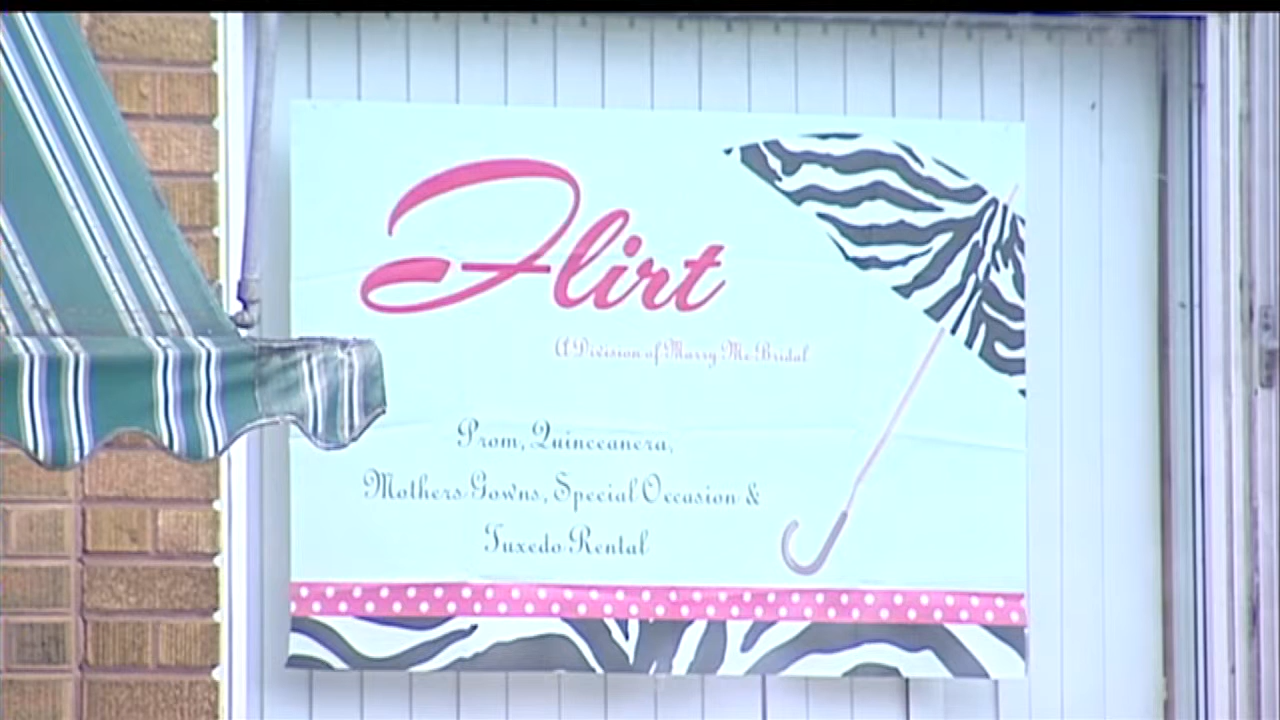 Flirt
A Division of Marry Me Bridal
Prom, Quinceanera,
Mothers Gowns, Special Occasion &
Tuxedo Rental